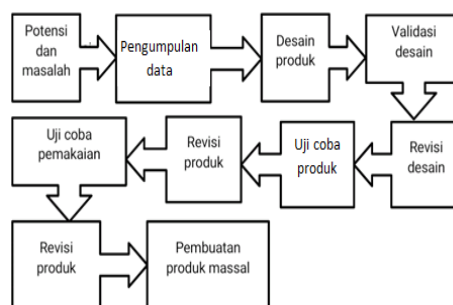 Potensi
dan
masalah
Pengumpulan
data
Desain
produk
Validasi
desain
Revisi
desain
Uji coba
produk
Revisi
produk
Uji coba
pemakaian
Revisi
produk
Pembuatan
produk massal